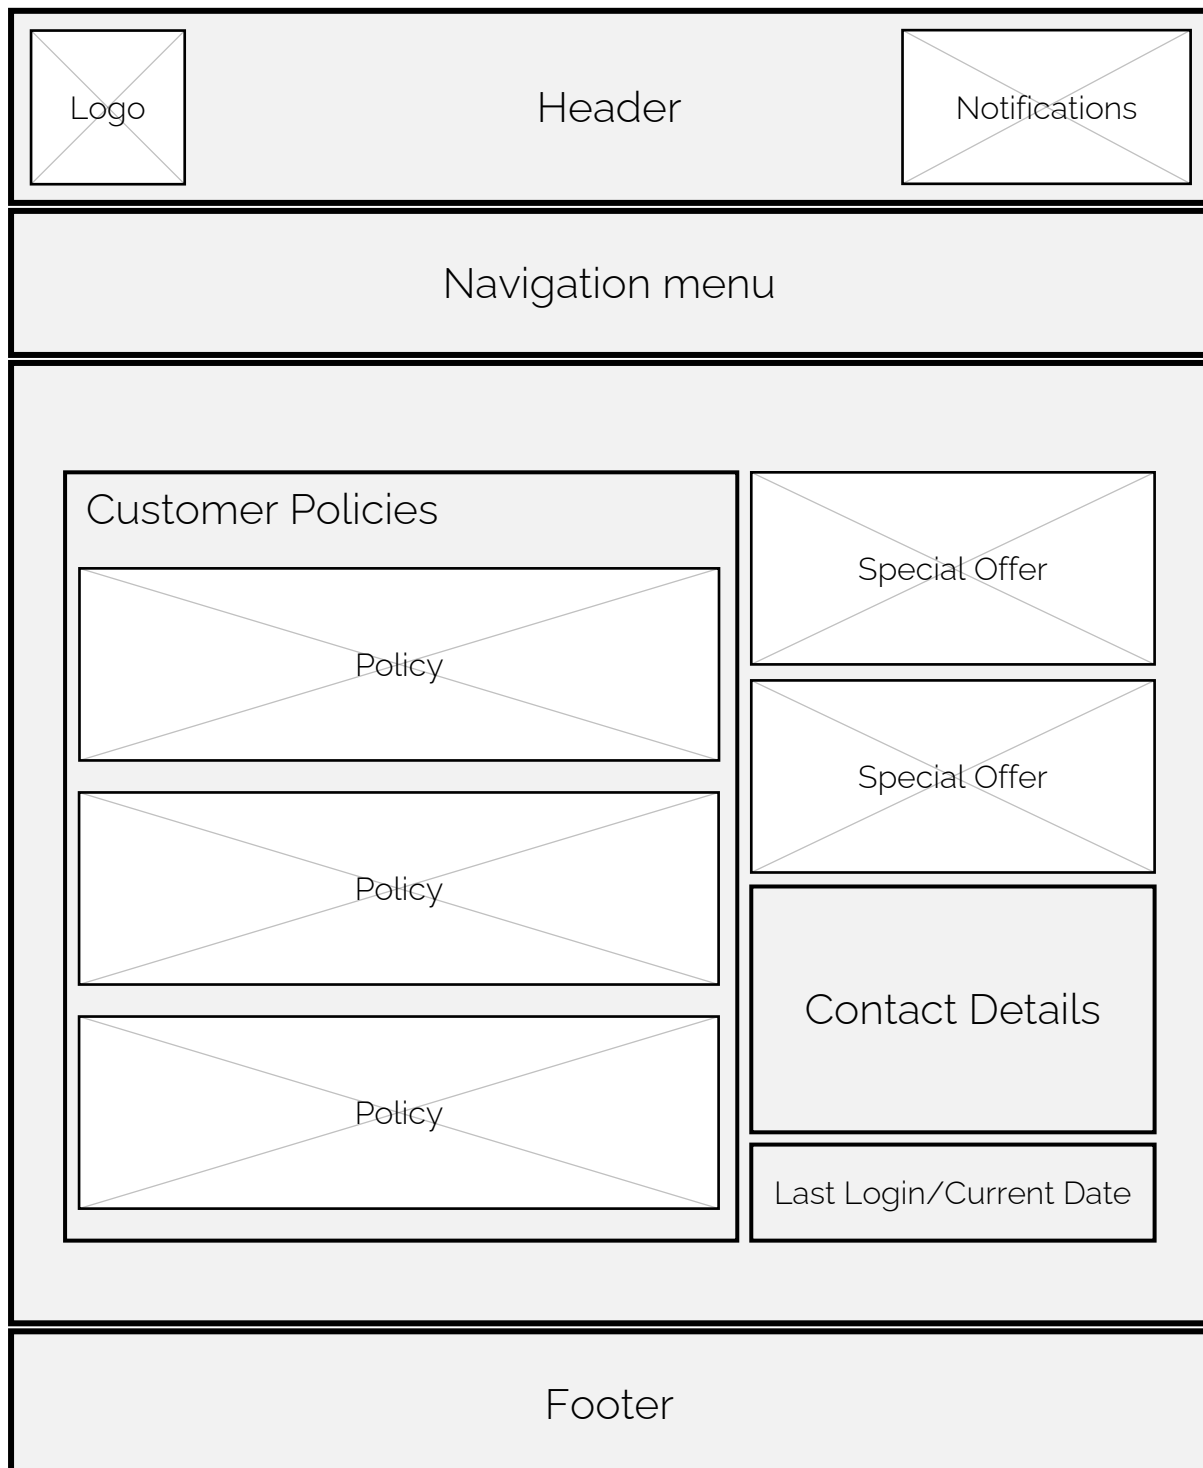 Logo
Header
Notifications
Navigation menu
Customer Policies
Policy
Policy
Policy
Special Offer
Special Offer
Contact Details
Last Login/Current Date
Footer